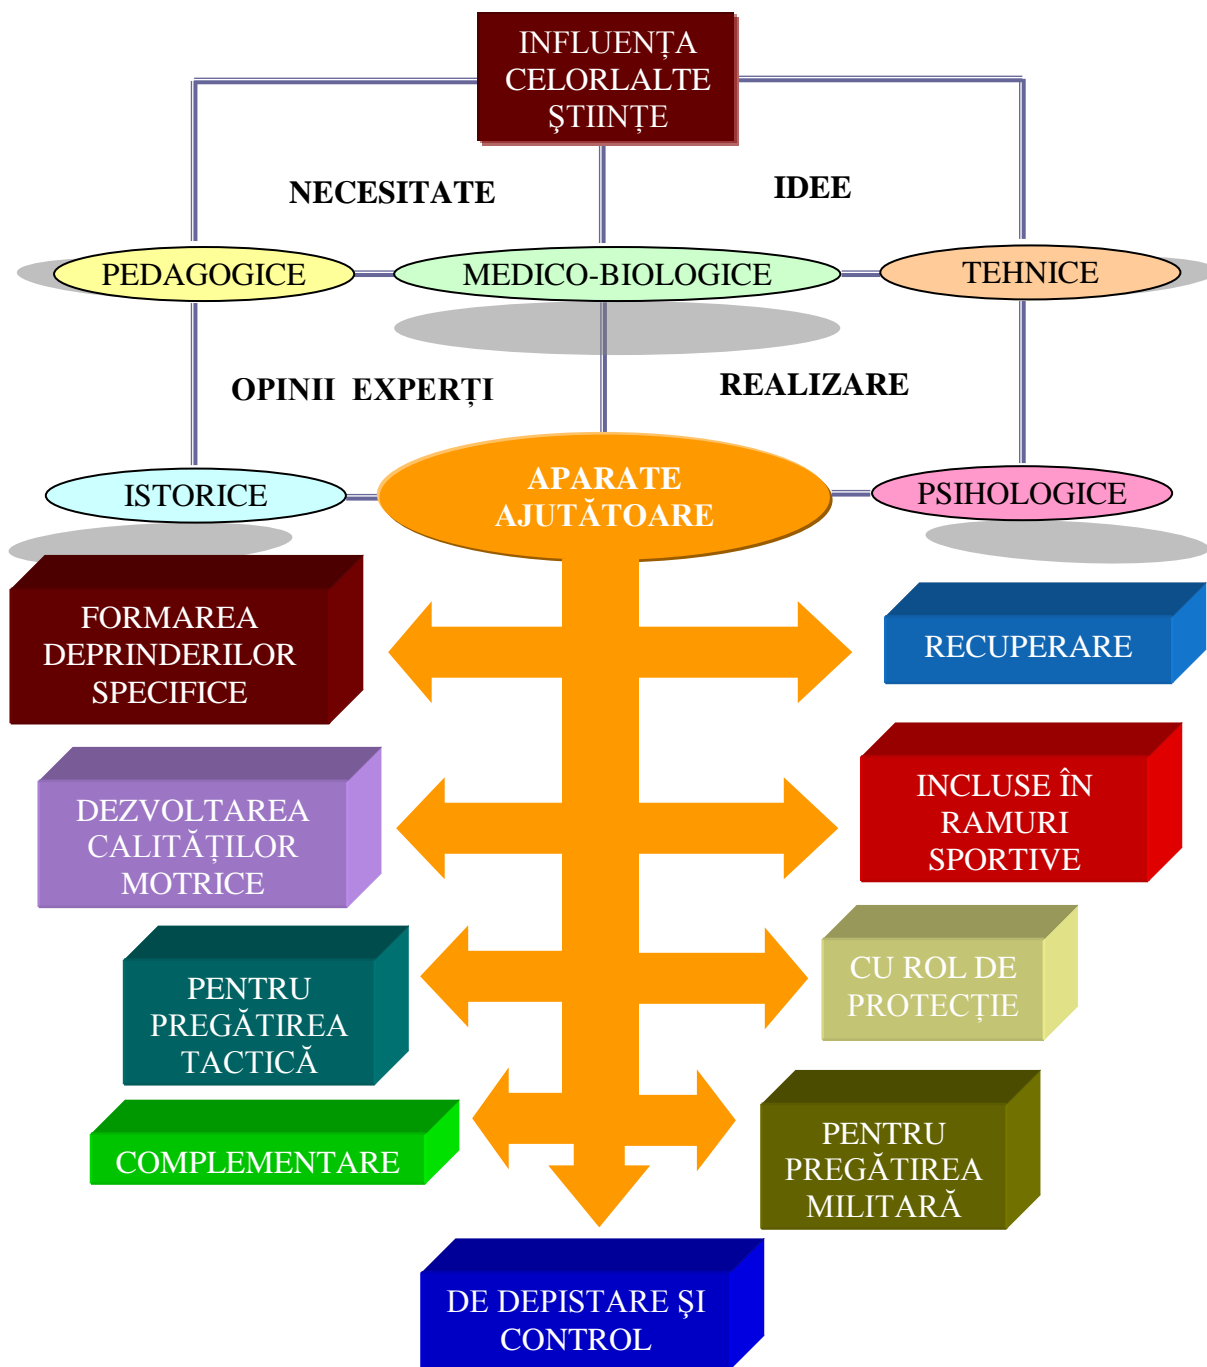 INFLUENȚA
CELORLALTE
ŞTIINȚE
NECESITATE
IDEE
PEDAGOGICE
MEDICO-BIOLOGICE
TEHNICE
OPINII EXPERȚI
REALIZARE
ISTORICE
APARATE
AJUTĂTOARE
PSIHOLOGICE
FORMAREA
DEPRINDERILOR
SPECIFICE
RECUPERARE
DEZVOLTAREA
CALITĂȚILOR
MOTRICE
INCLUSE ÎN
RAMURI
SPORTIVE
PENTRU
PREGĂTIREA
TACTICĂ
CU ROL DE
PROTECȚIE
COMPLEMENTARE
PENTRU
PREGĂTIREA
MILITARĂ
DE DEPISTARE ŞI
CONTROL